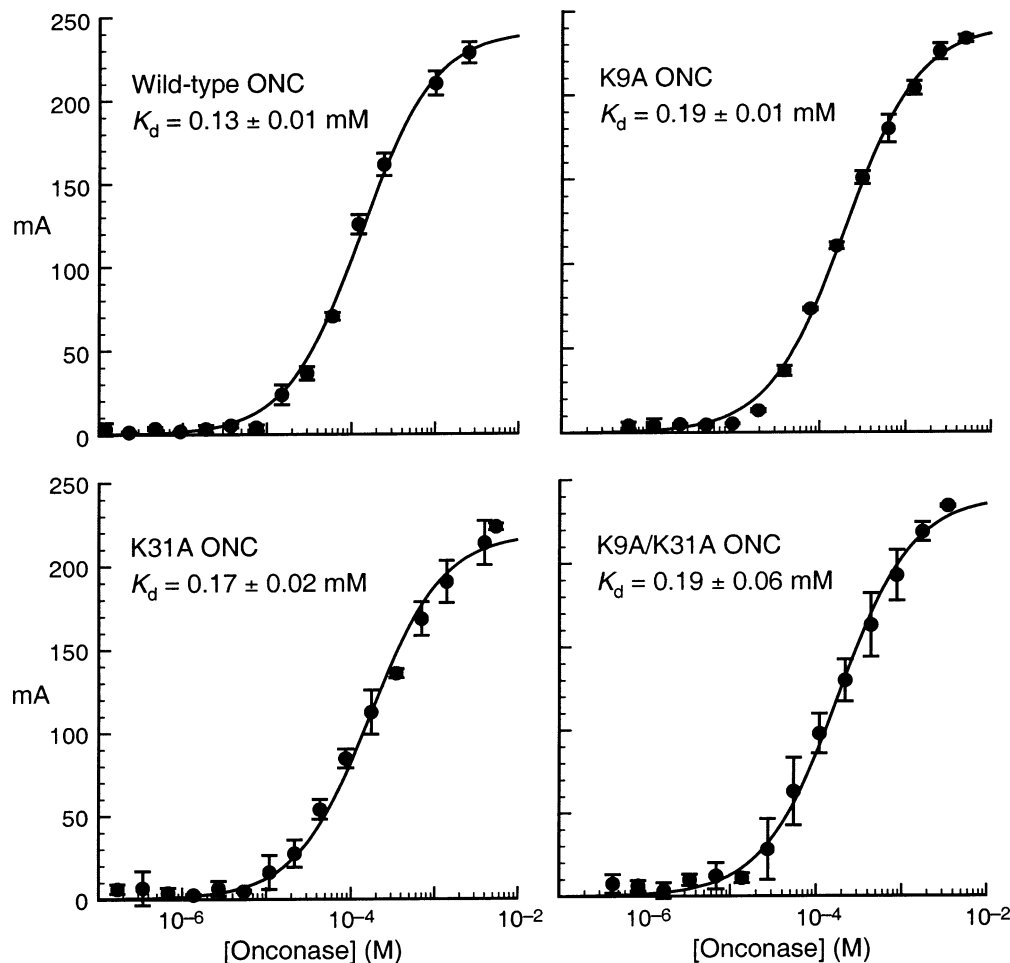 250
200
150
100
50
0
mA
Wild-type ONC
Kd = 0.13 ± 0.01 mM
K9A ONC
Kd = 0.19 ± 0.01 mM
250
200
150
100
50
0
mA
K31A ONC
Kd = 0.17 ± 0.02 mM
K9A/K31A ONC
Kd = 0.19 ± 0.06 mM
10−6 10−4 10−2
10−6 10−4 10−2
[Onconase] (M)
[Onconase] (M)